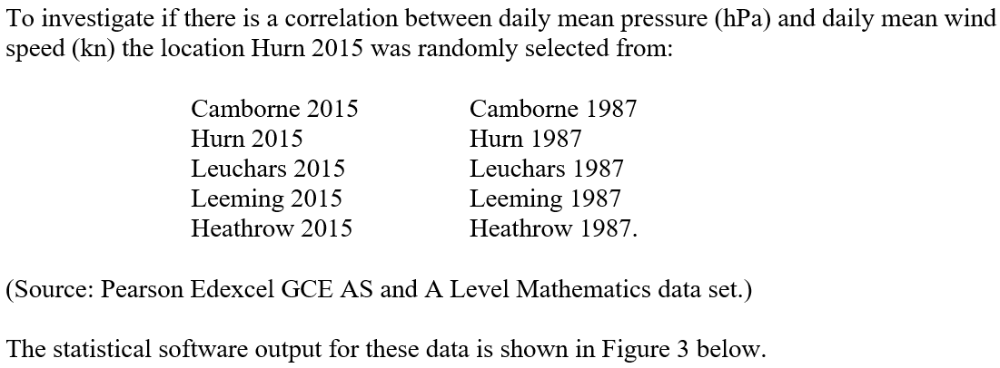 To investigate if there is a correlation between daily mean pressure (hPa) and daily mean wind
speed (kn) the location Hurn 2015 was randomly selected from:
Camborne 2015 Camborne 1987
Hurn 2015 Hurn 1987
Leuchars 2015 Leuchars 1987
Leeming 2015 Leeming 1987
Heathrow 2015 Heathrow 1987.
(Source: Pearson Edexcel GCE AS and A Level Mathematics data set.)
The statistical software output for these data is shown in Figure 3 below.